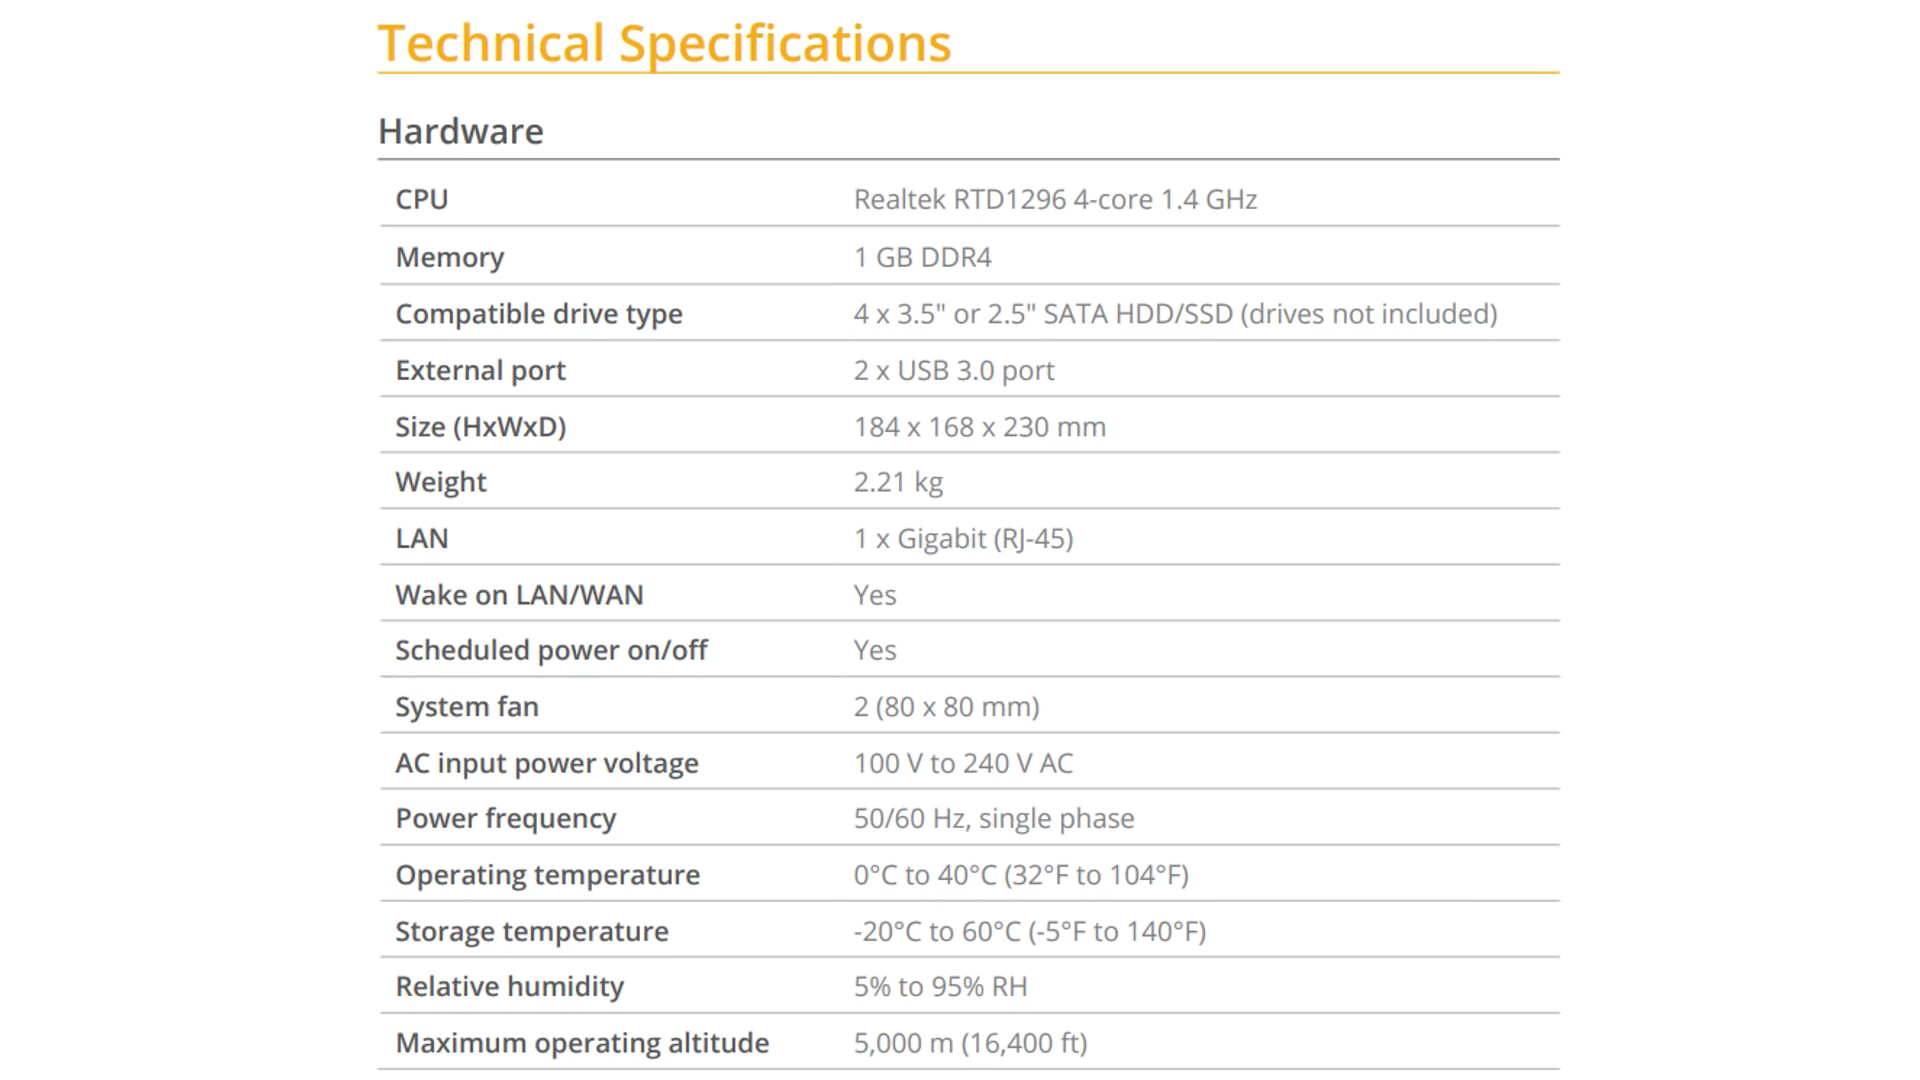 Technical Specifications
Hardware
CPU Realtek RTD1296 4-core 1.4 GHz
Memory 1 GB DDR4
Compatible drive type 4 x 3.5" or 2.5" SATA HDD/SSD (drives not included)
External port 2 x USB 3.0 port
Size (HxWxD) 184 x 168 x 230 mm
Weight 2.21 kg
LAN 1 x Gigabit (RJ-45)
Wake on LAN/WAN Yes
Scheduled power on/off Yes
System fan 2 (80 x 80 mm)
AC input power voltage 100 V to 240 V AC
Power frequency 50/60 Hz, single phase
Operating temperature 0°C to 40°C (32°F to 104°F)
Storage temperature -20°C to 60°C (-5°F to 140°F)
Relative humidity 5% to 95% RH
Maximum operating altitude 5,000 m (16,400 ft)